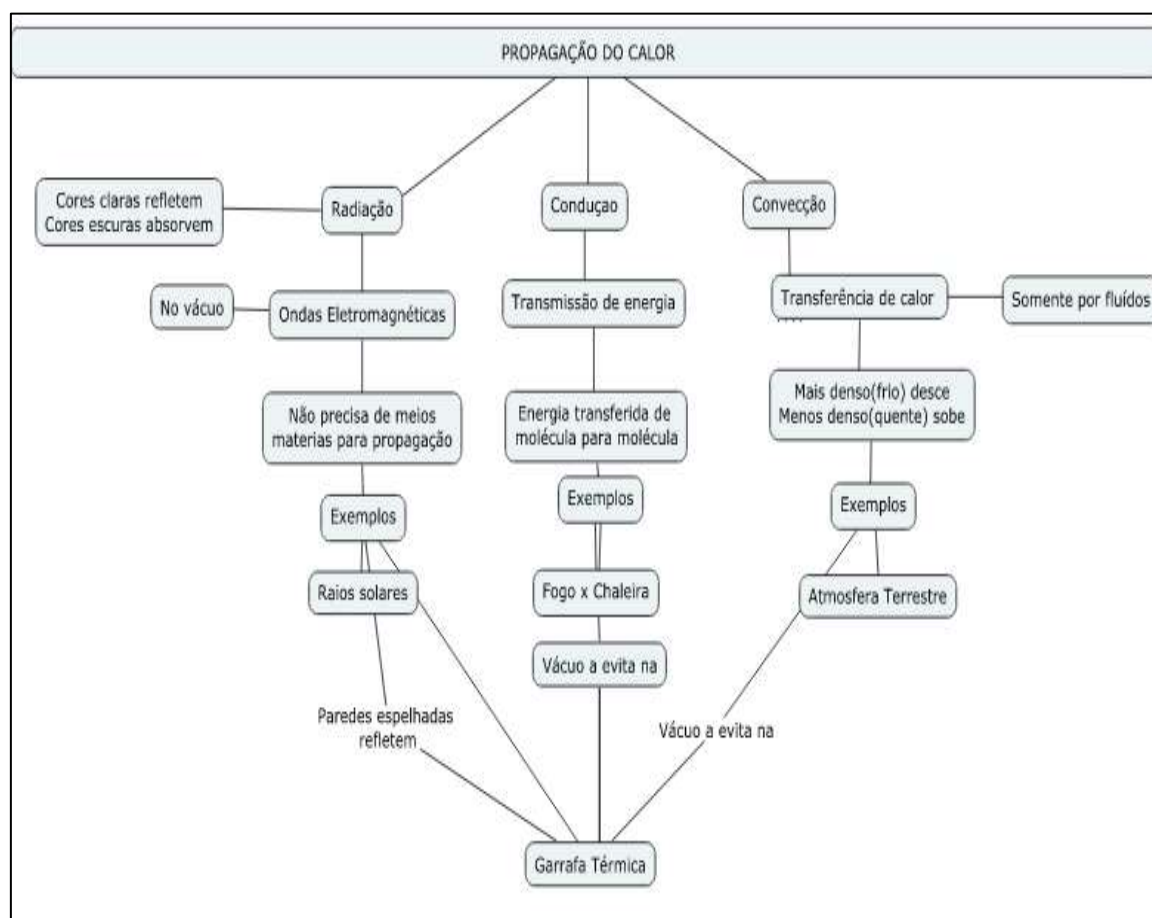 PROPAGAÇÃO DO CALOR
Cores claras refletem
Cores escuras absorvem
Radiação
Conduçao
Convecção
No vácuo
Ondas Eletromagnéticas
Transmissão de energia
Transferência de calor
Somente por fluídos
Não precisa de meios
materias para propagação
Energia transferida de
molécula para molécula
Mais denso(frio) desce
Menos denso(quente) sobe
Exemplos
Exemplos
Exemplos
Raios solares
Fogo x Chaleira
Atmosfera Terrestre
Vácuo a evita na
Paredes espelhadas
refletem
Vácuo a evita na
Garrafa Térmica